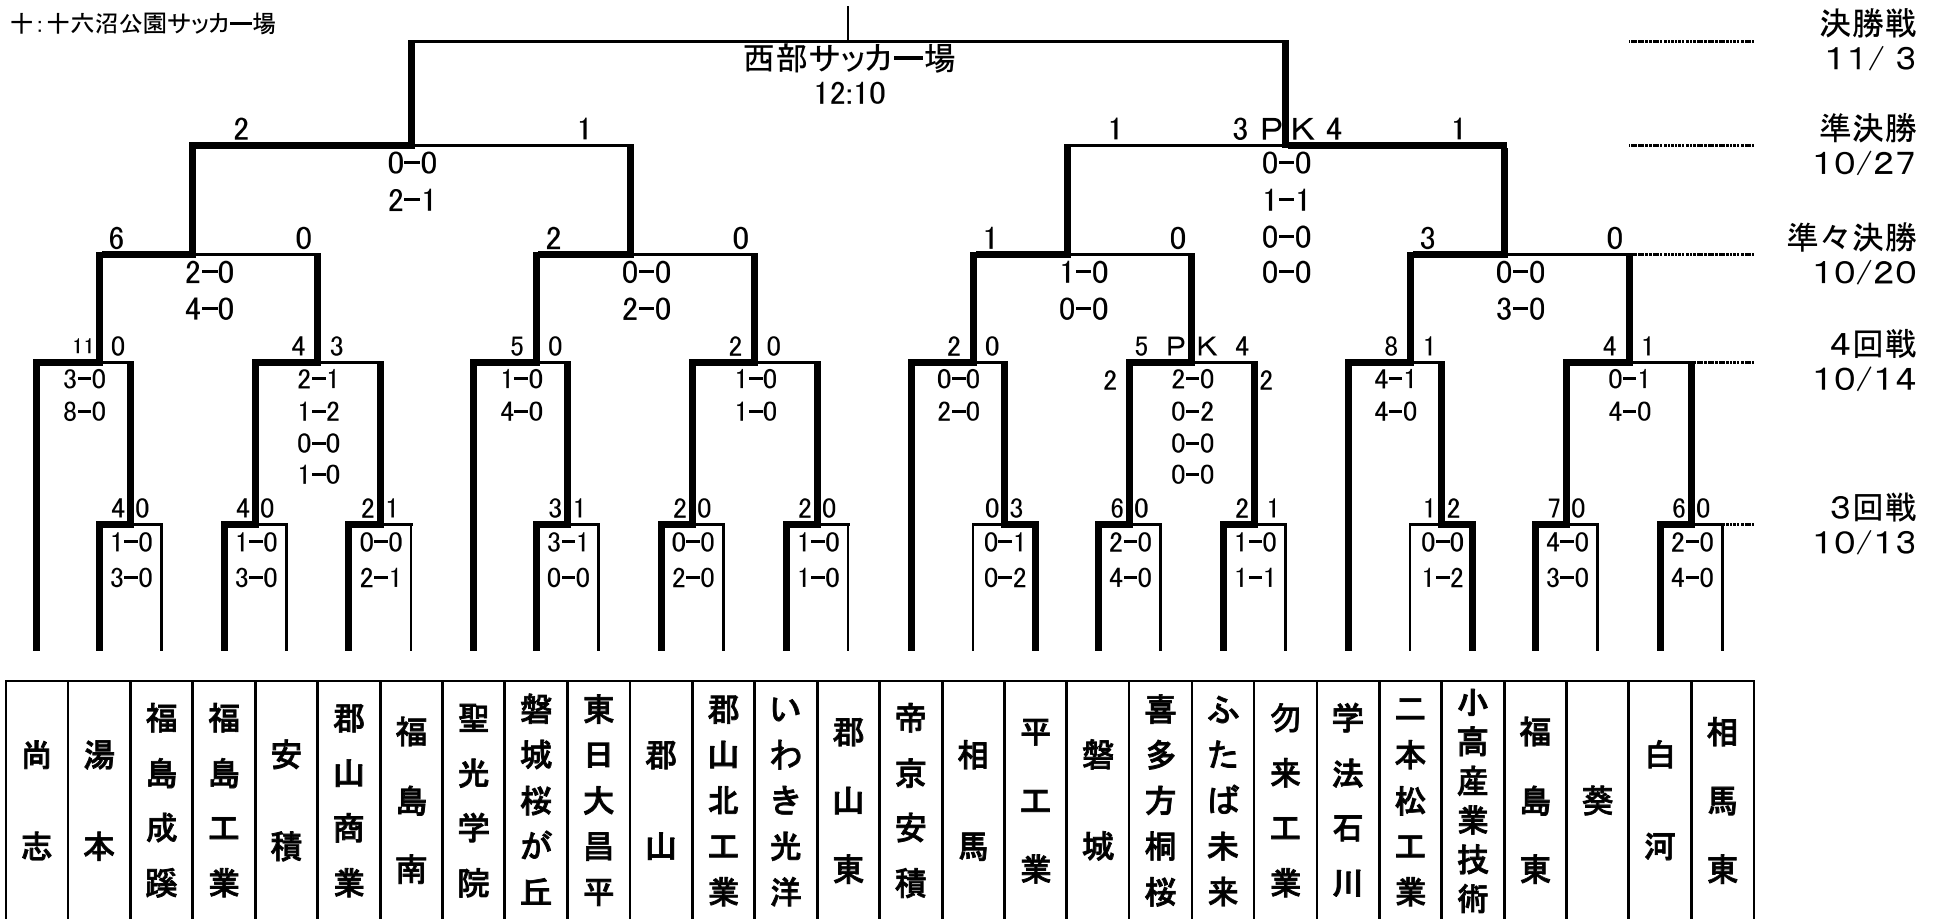 十：十六沼公園サッカー場
決勝戦
11/ 3
西部サッカー場
12:10
2 1 1 3 PK 4 1
準決勝
10/27
0-0 0-0
2-1 1-1
6 0 2 0 1 0 0-0 3 0
準々決勝
10/20
2-0 0-0 1-0 0-0 0-0
4-0 2-0 0-0 3-0
11 0 4 3 5 0 2 0 2 0 5 PK 4 8 1 4 1
4回戦
10/14
3-0 2-1 1-0 1-0 0-0 2 2-0 2 4-1 0-1
8-0 1-2 4-0 1-0 2-0 0-2 4-0 4-0
0-0 0-0
1-0 0-0
4 0 4 0 2 1 3 1 2 0 2 0 0 3 6 0 2 1 1 2 7 0 6 0
3回戦
10/13
1-0 1-0 0-0 3-1 0-0 1-0 0-1 2-0 1-0 0-0 4-0 2-0
3-0 3-0 2-1 0-0 2-0 1-0 0-2 4-0 1-1 1-2 3-0 4-0
尚志
湯本
福島成蹊
福島工業
安積
郡山商業
福島南
聖光学院
磐城桜が丘
東日大昌平
郡山
郡山北工業
いわき光洋
郡山東
帝京安積
相馬
平工業
磐城
喜多方桐桜
ふたば未来
勿来工業
学法石川
二本松工業
小高産業技術
福島東
葵
白河
相馬東